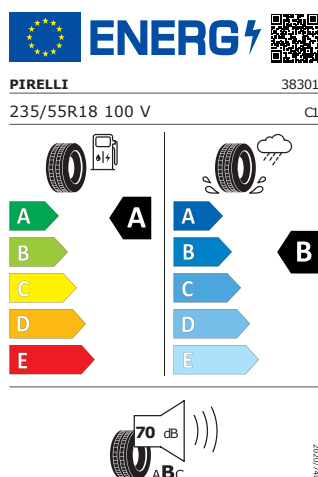 ENERG
PIRELLI 38301
235/55R18 100 V C1
A A A
B B B
C C
D D
E E
70 dB
ABC